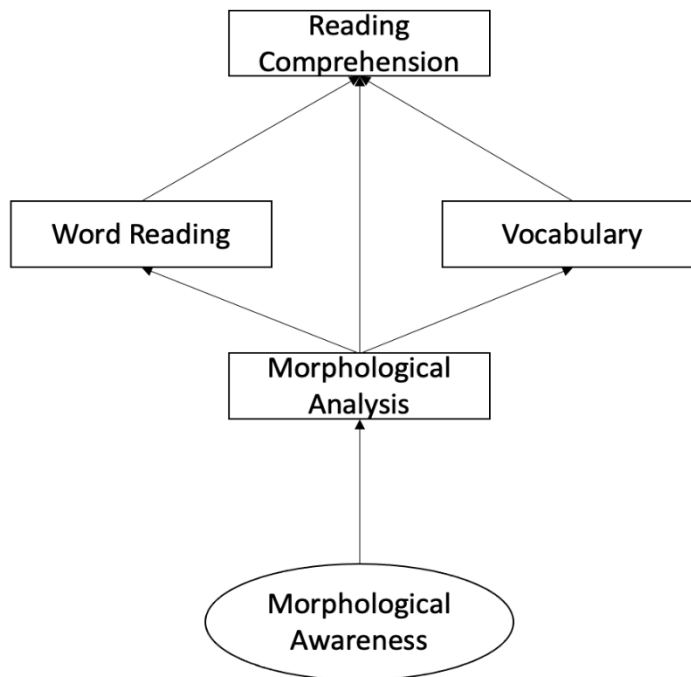 Reading
Comprehension
Word Reading
Vocabulary
Morphological
Analysis
Morphological
Awareness